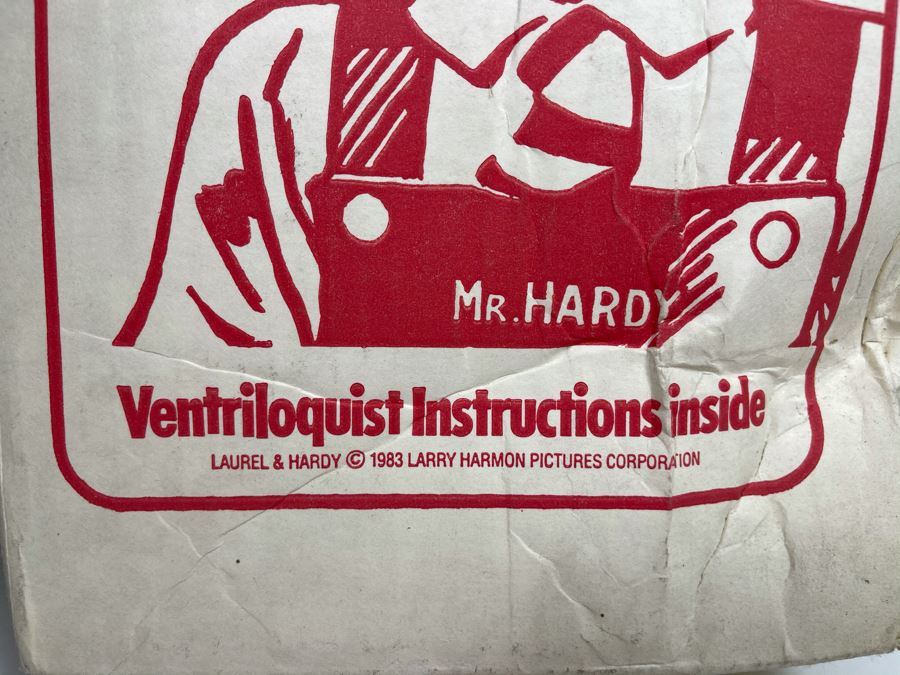 MR. HARDY
Ventriloquist Instructions inside
LAUREL & HARDY © 1983 LARRY HARMON PICTURES CORPORATION